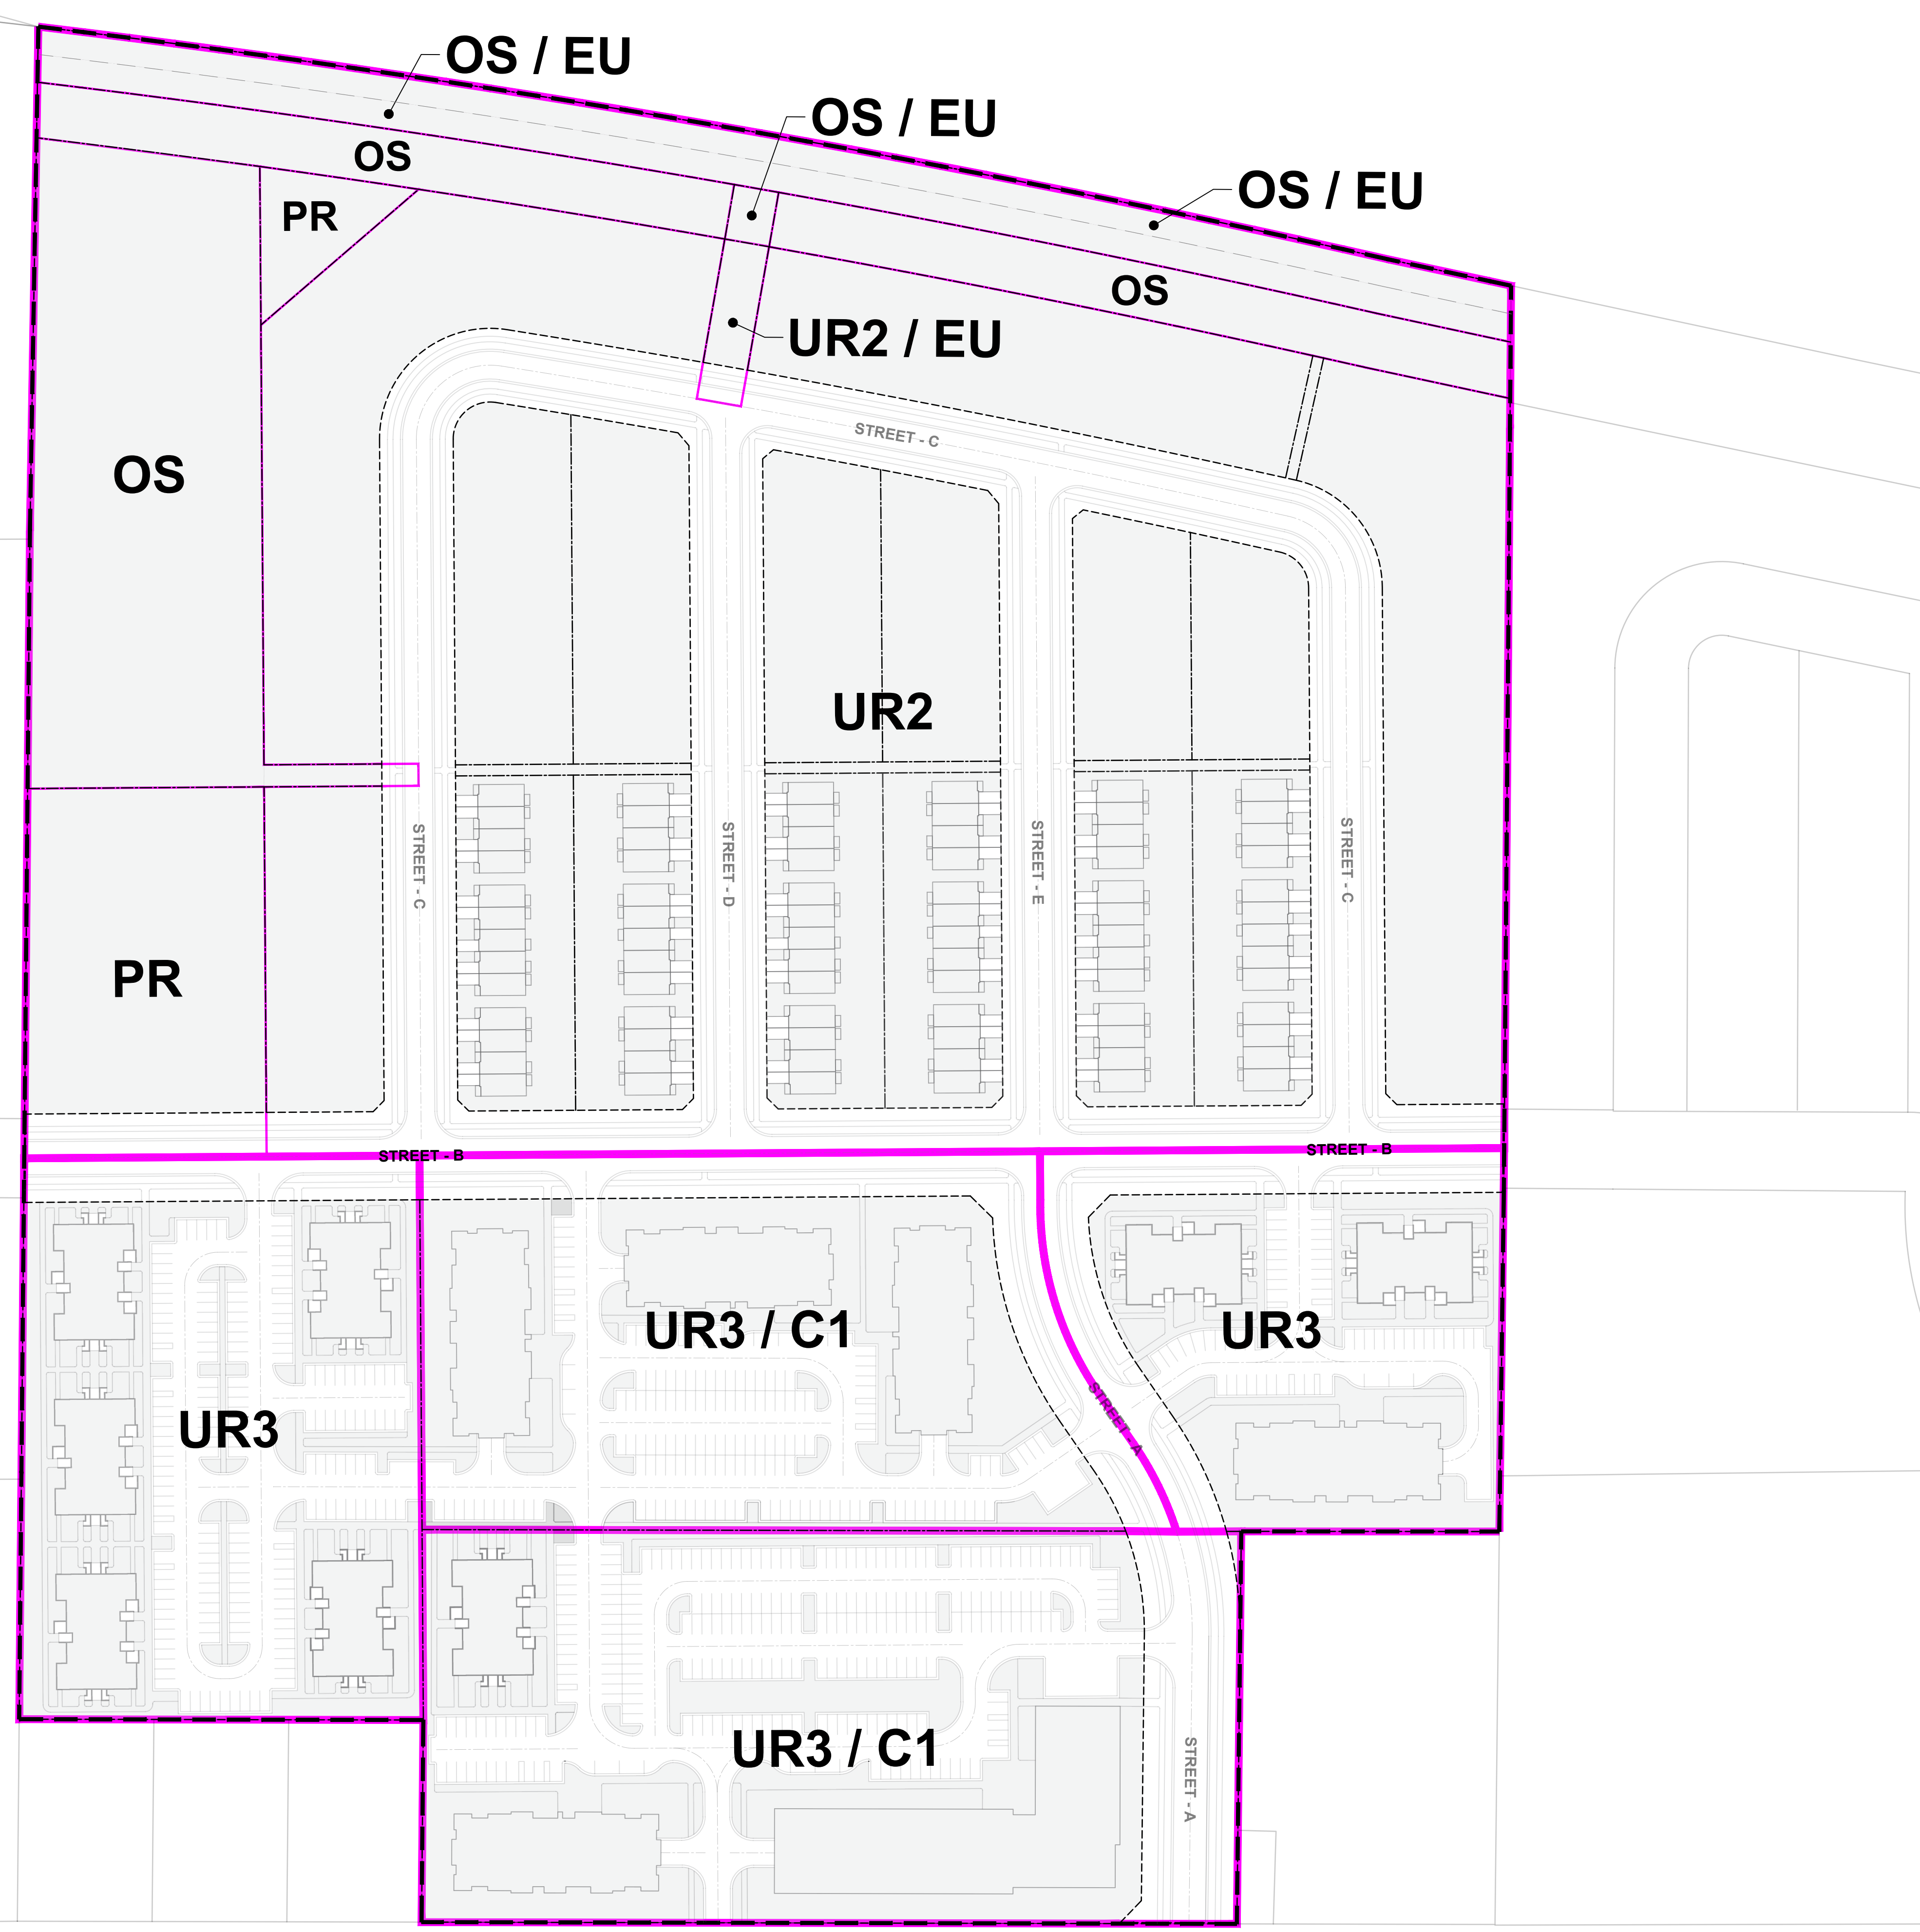 OS / EU
OS / EU
OS
OS / EU
PR
OS
UR2 / EU
STREET - C
OS
UR2
STREET - C
STREET - D
STREET - E
STREET - C
PR
STREET - B
STREET - B
UR3 / C1
UR3
STREET - A
UR3
UR3 / C1
STREET - A